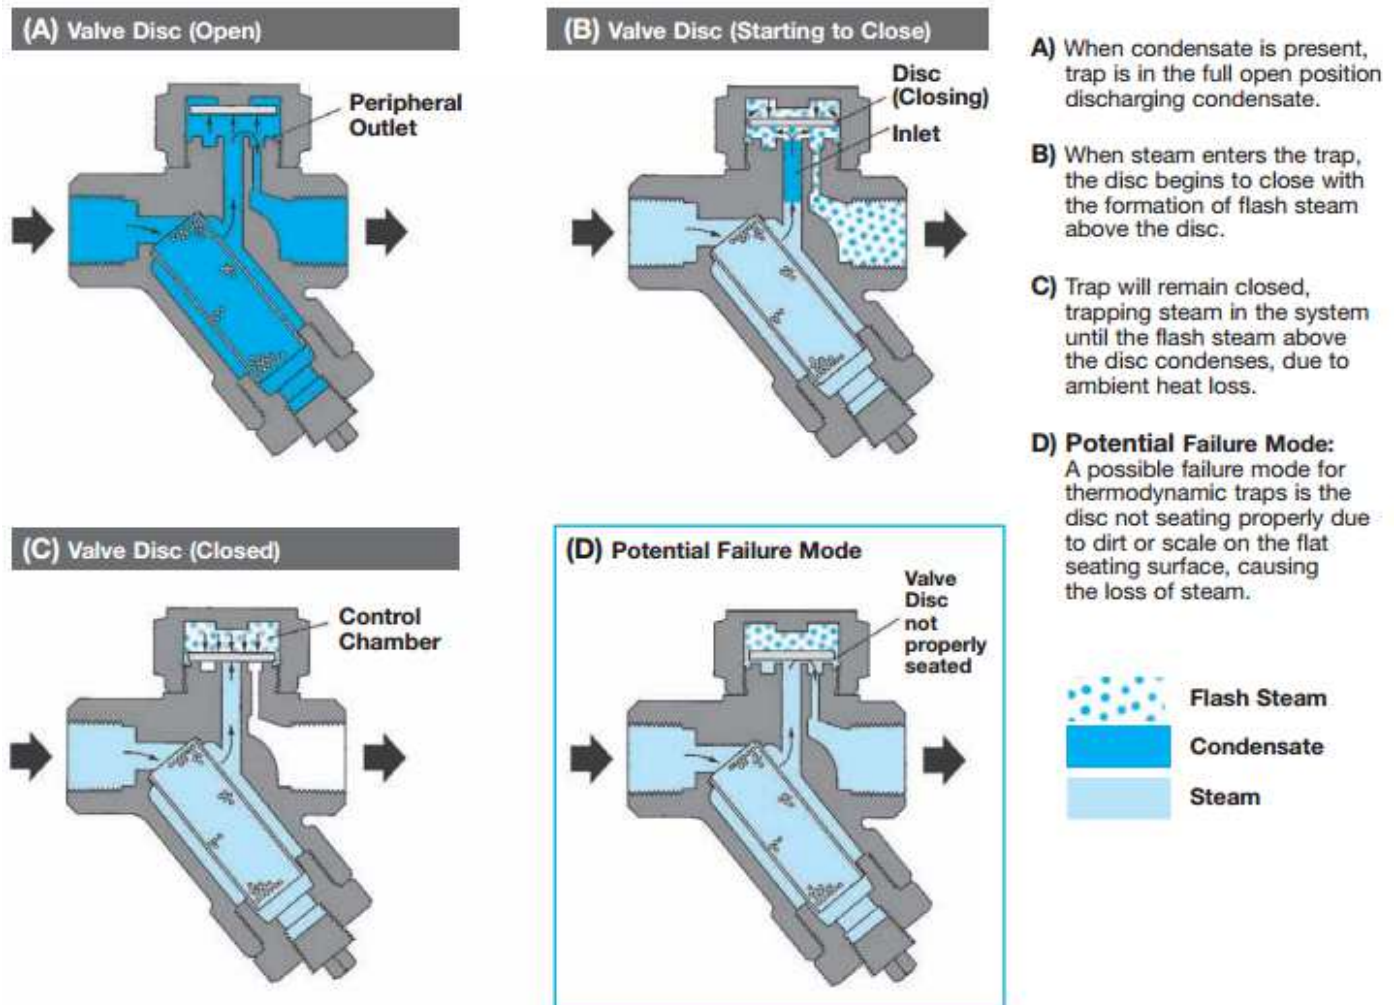 (A) Valve Disc (Open)
Peripheral
Outlet
(B) Valve Disc (Starting to Close)
Disc
(Closing)
Inlet
(C) Valve Disc (Closed)
Control
Chamber
(D) Potential Failure Mode
Valve
Disc
not
properly
seated
A) When condensate is present,
trap is in the full open position
discharging condensate.
B) When steam enters the trap,
the disc begins to close with
the formation of flash steam
above the disc.
C) Trap will remain closed,
trapping steam in the system
until the flash steam above
the disc condenses, due to
ambient heat loss.
D) Potential Failure Mode:
A possible failure mode for
thermodynamic traps is the
disc not seating properly due
to dirt or scale on the flat
seating surface, causing
the loss of steam.
Flash Steam
Condensate
Steam